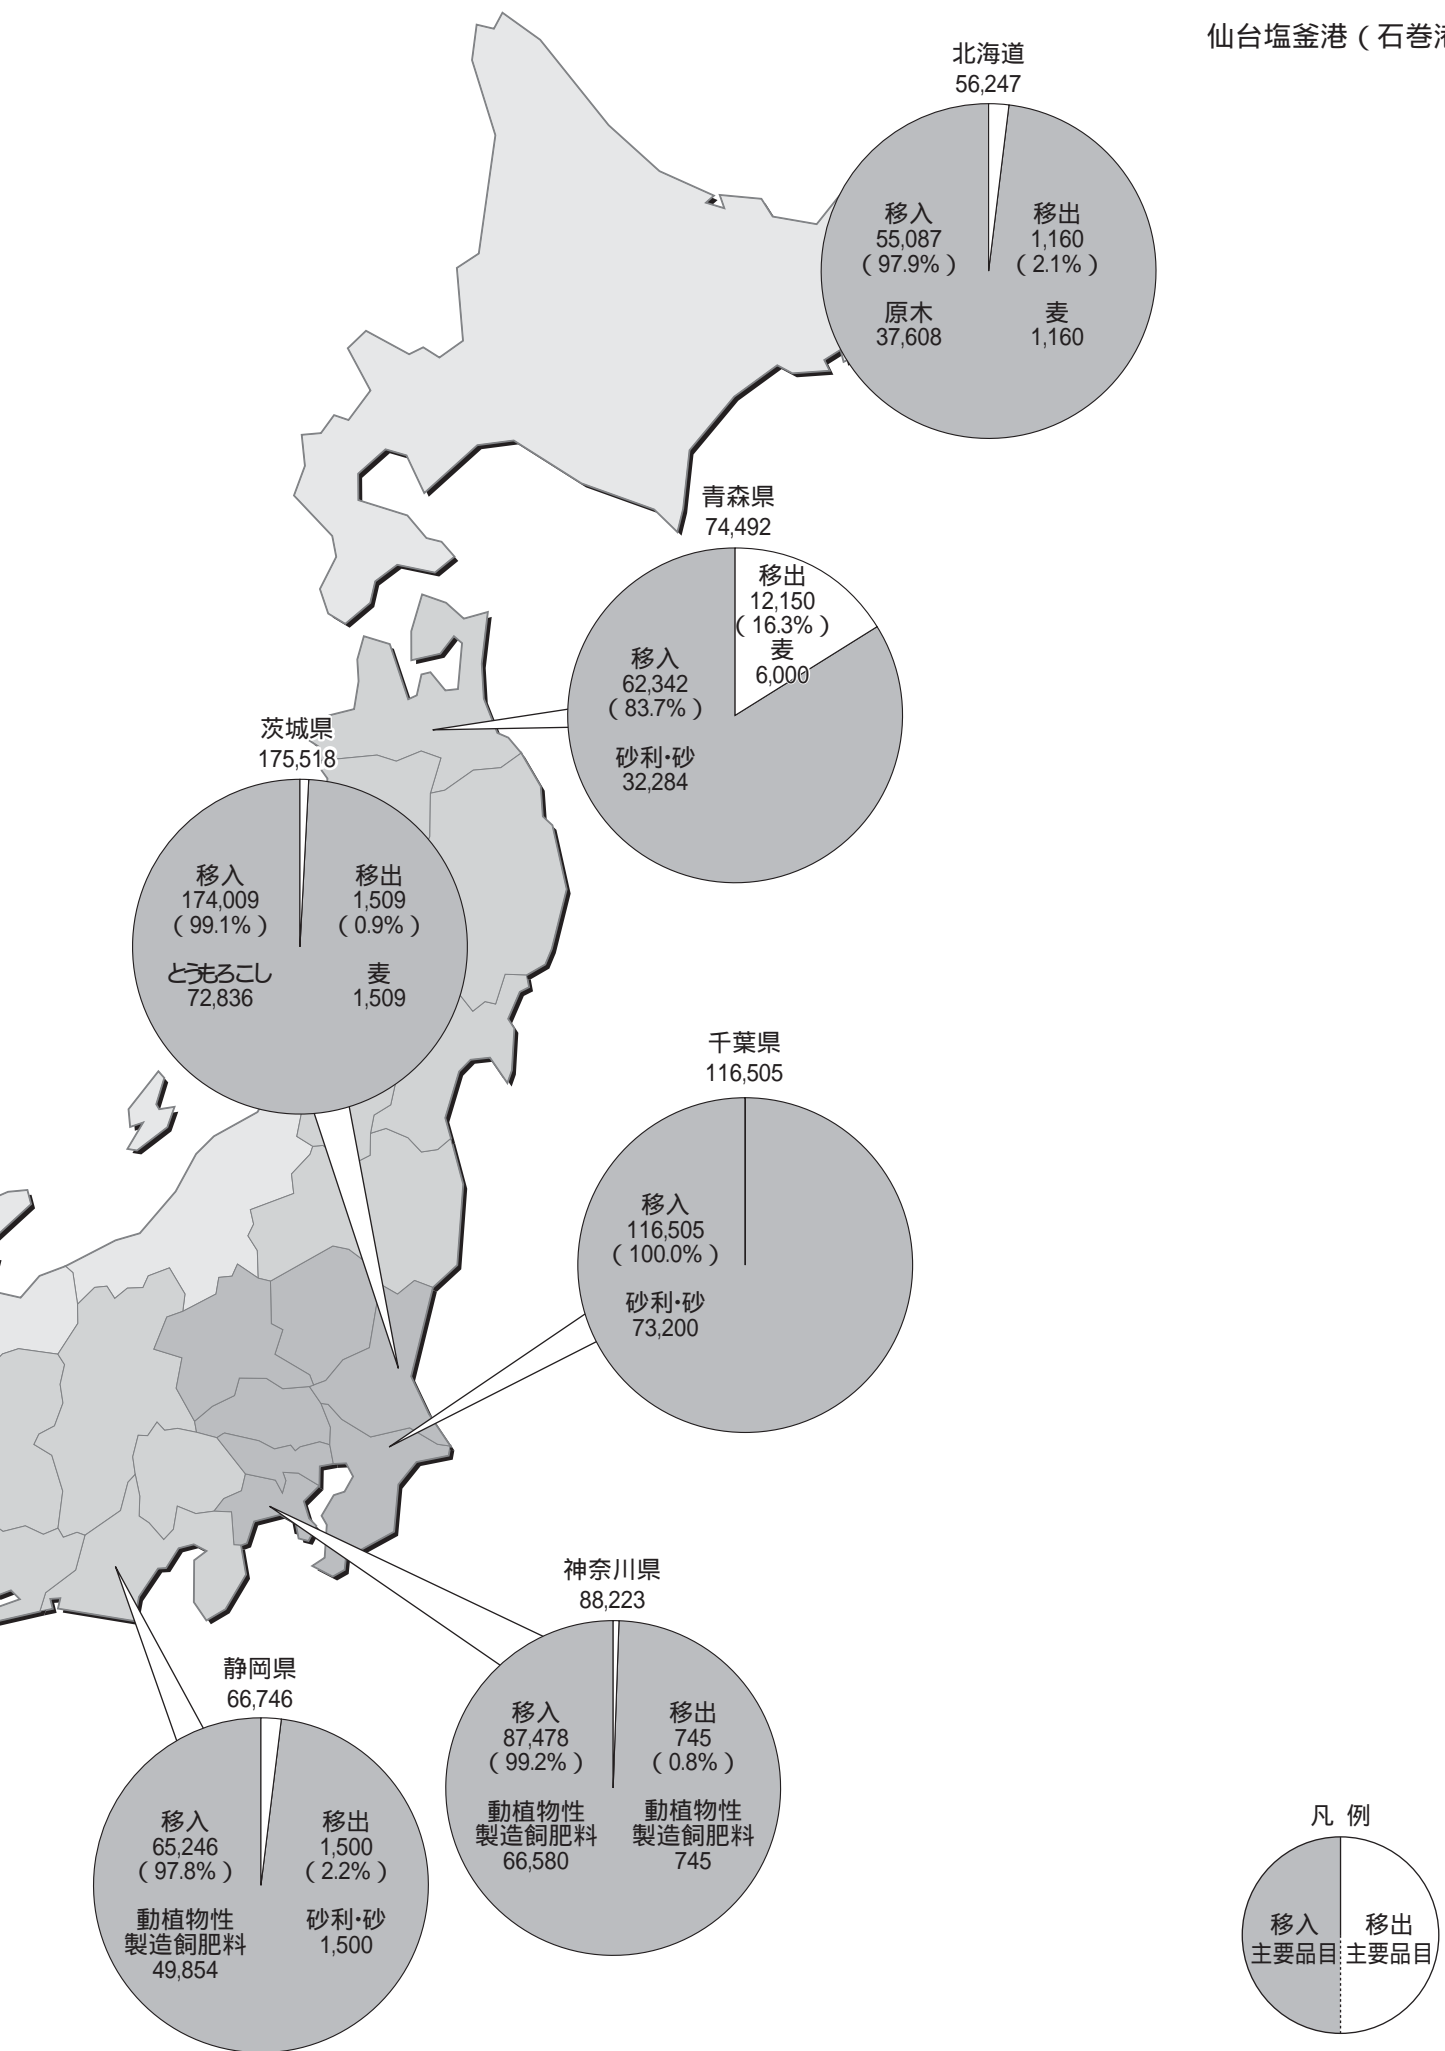 仙台塩釜港（石巻
北海道
56,247
移入
55,087
（97.9%）
原木
37,608
移出
1,160
（2.1%）
麦
1,160
青森県
74,492
移出
12,150
（16.3%）
麦
6,000
移入
62,342
（83.7%）
砂利・砂
32,284
茨城県
175,518
移入
174,009
（99.1%）
とうもろこし
72,836
移出
1,509
（0.9%）
麦
1,509
千葉県
116,505
移入
116,505
（100.0%）
砂利・砂
73,200
神奈川県
88,223
移入
87,478
（99.2%）
動植物性
製造飼肥料
66,580
移出
745
（0.8%）
動植物性
製造飼肥料
745
静岡県
66,746
移入
65,246
（97.8%）
動植物性
製造飼肥料
49,854
移出
1,500
（2.2%）
砂利・砂
1,500
凡 例
移入
主要品目
移出
主要品目